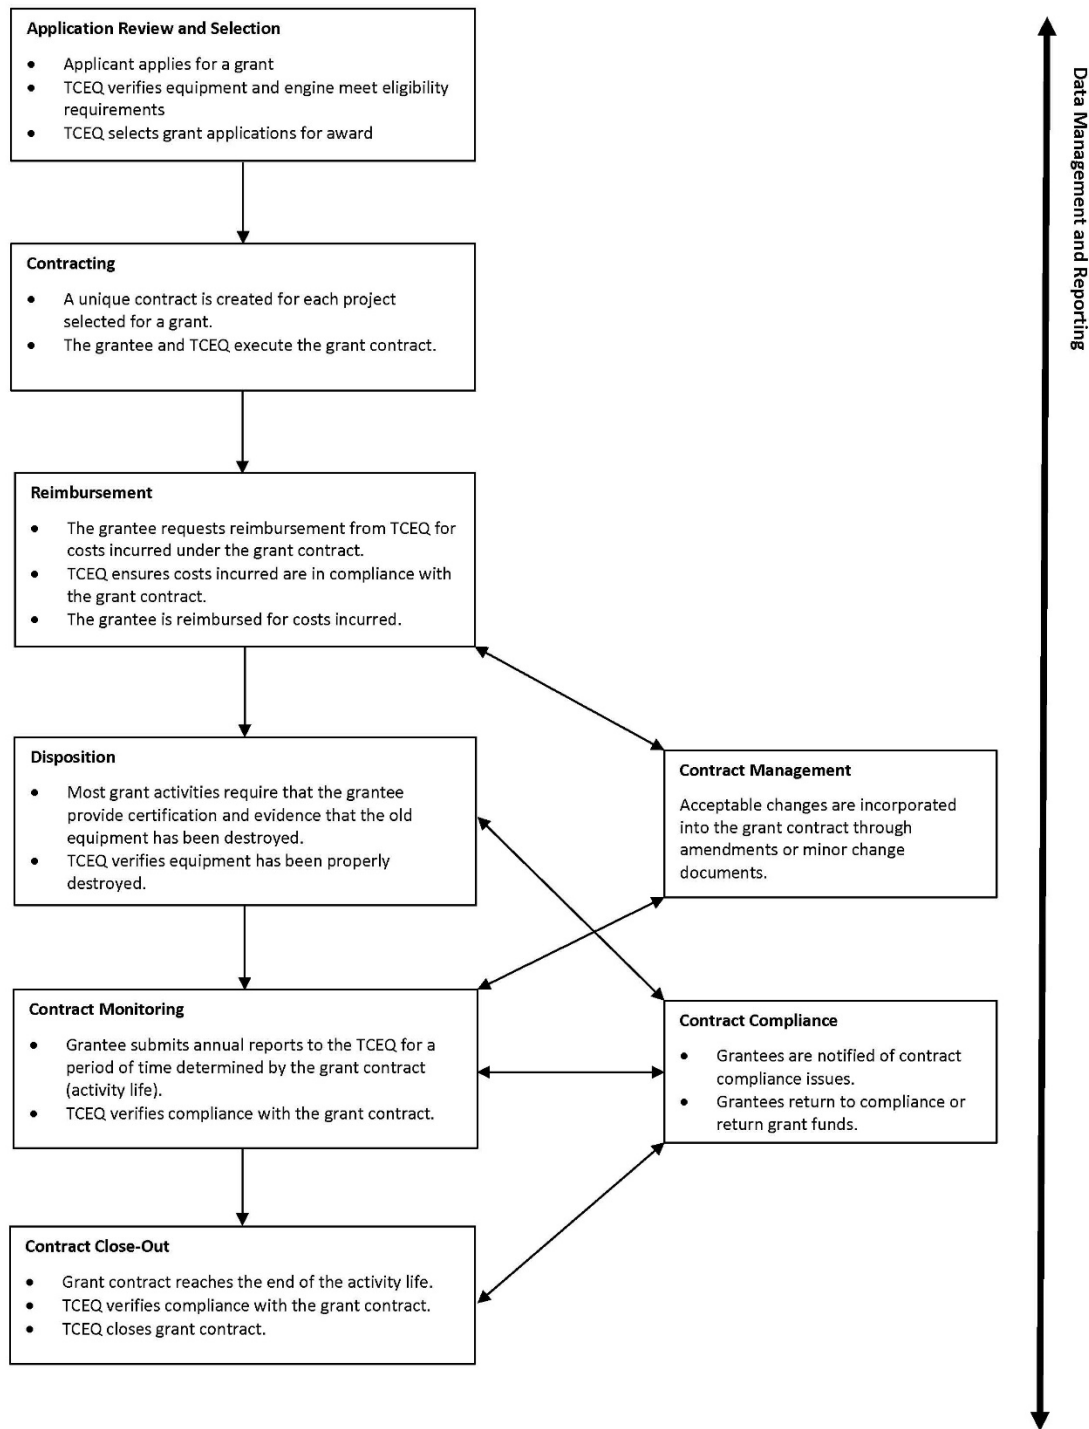 Application Review and Selection
• Applicant applies for a grant
• TCEQ verifies equipment and engine meet eligibility
requirements
• TCEQ selects grant applications for award
Contracting
• A unique contract is created for each project
selected for a grant.
• The grantee and TCEQ execute the grant contract.
Reimbursement
• The grantee requests reimbursement from TCEQ for
costs incurred under the grant contract.
• TCEQ ensures costs incurred are in compliance with
the grant contract.
• The grantee is reimbursed for costs incurred.
Disposition
• Most grant activities require that the grantee
provide certification and evidence that the old
equipment has been destroyed.
• TCEQ verifies equipment has been properly
destroyed.
Contract Management
Acceptable changes are incorporated
into the grant contract through
amendments or minor change
documents.
Contract Monitoring
• Grantee submits annual reports to the TCEQ for a
period of time determined by the grant contract
(activity life).
• TCEQ verifies compliance with the grant contract.
Contract Compliance
• Grantees are notified of contract
compliance issues.
• Grantees return to compliance or
return grant funds.
Contract Close-Out
• Grant contract reaches the end of the activity life.
• TCEQ verifies compliance with the grant contract.
• TCEQ closes grant contract.
Data Management and Reporting